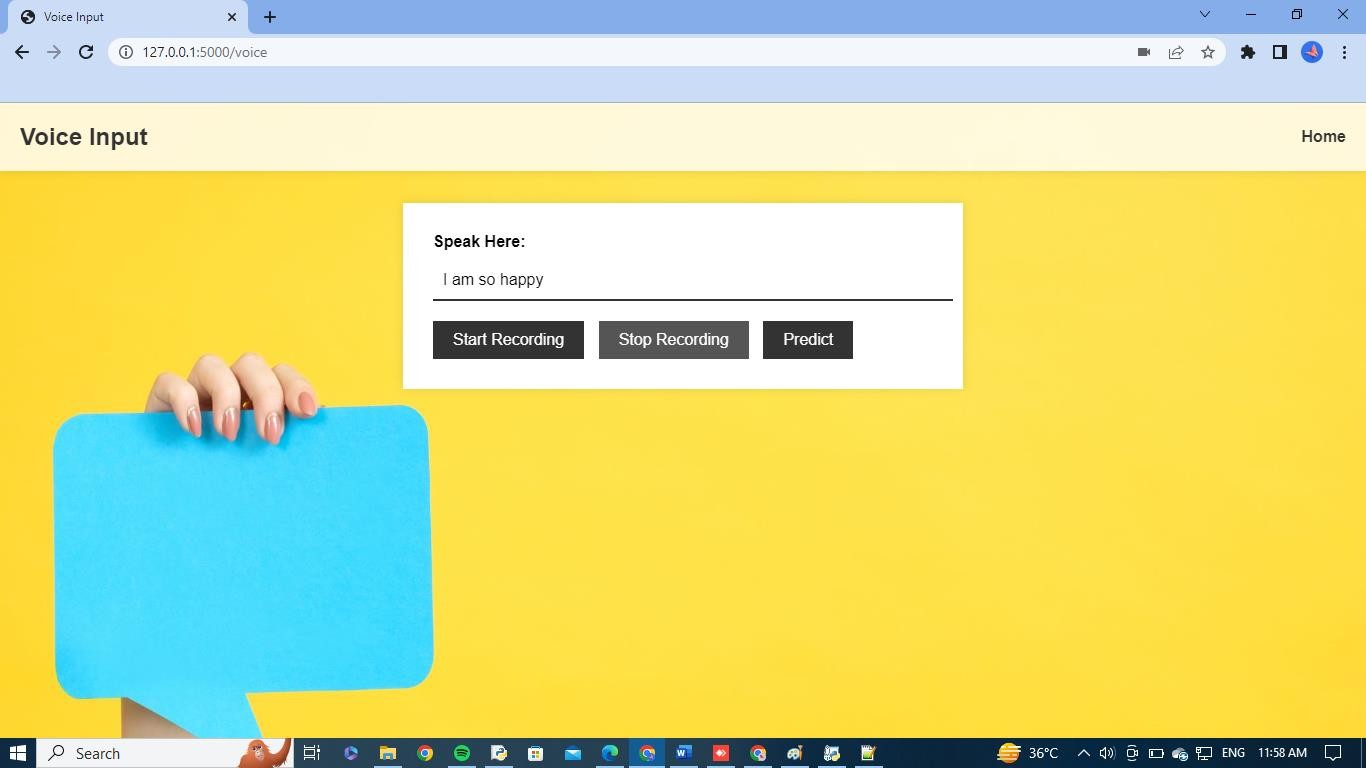 Voice Input
127.0.0.1:5000/voice
Voice Input
Home
Speak Here:
I am so happy
Start Recording
Stop Recording
Predict
Search
36°C
ENG
11:58 AM